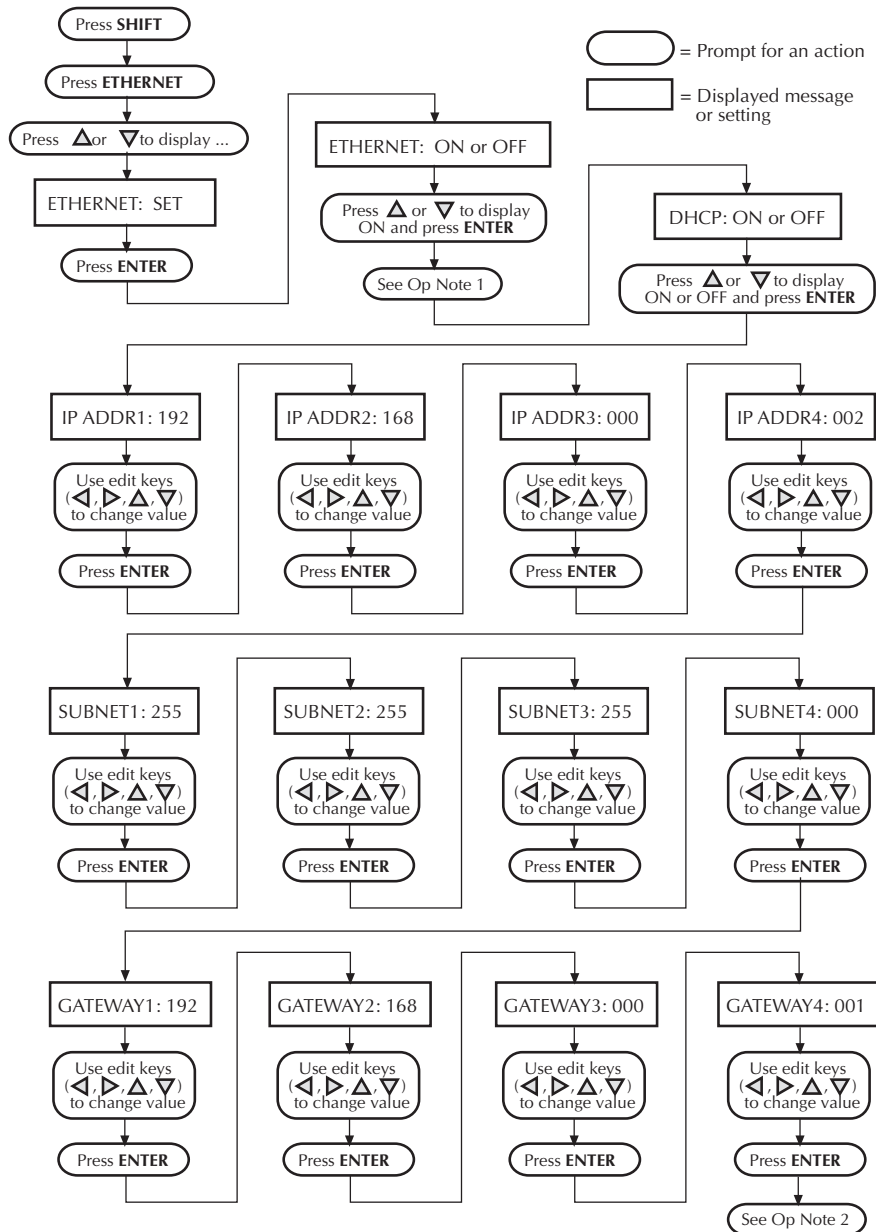 Press SHIFT
Press ETHERNET
Press △ or ▽ to display ...
ETHERNET: SET
Press ENTER
ETHERNET: ON or OFF
Press △ or ▽ to display
ON and press ENTER
See Op Note 1
= Prompt for an action
= Displayed message
or setting
DHCP: ON or OFF
Press △ or ▽ to display
ON or OFF and press ENTER
IP ADDR1: 192
Use edit keys
(◁, ▷, △, ▽)
to change value
Press ENTER
IP ADDR2: 168
Use edit keys
(◁, ▷, △, ▽)
to change value
Press ENTER
IP ADDR3: 000
Use edit keys
(◁, ▷, △, ▽)
to change value
Press ENTER
IP ADDR4: 002
Use edit keys
(◁, ▷, △, ▽)
to change value
Press ENTER
SUBNET1: 255
Use edit keys
(◁, ▷, △, ▽)
to change value
Press ENTER
SUBNET2: 255
Use edit keys
(◁, ▷, △, ▽)
to change value
Press ENTER
SUBNET3: 255
Use edit keys
(◁, ▷, △, ▽)
to change value
Press ENTER
SUBNET4: 000
Use edit keys
(◁, ▷, △, ▽)
to change value
Press ENTER
GATEWAY1: 192
Use edit keys
(◁, ▷, △, ▽)
to change value
Press ENTER
GATEWAY2: 168
Use edit keys
(◁, ▷, △, ▽)
to change value
Press ENTER
GATEWAY3: 000
Use edit keys
(◁, ▷, △, ▽)
to change value
Press ENTER
GATEWAY4: 001
Use edit keys
(◁, ▷, △, ▽)
to change value
Press ENTER
See Op Note 2